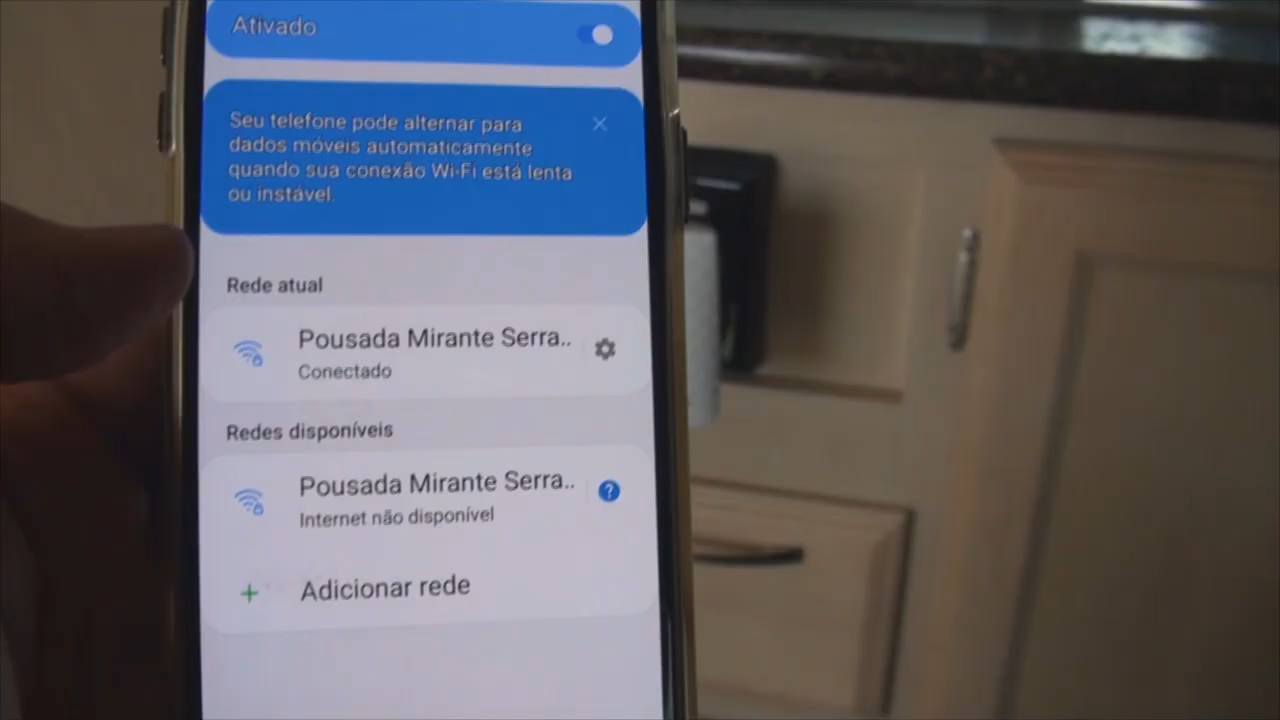 Ativado
Seu telefone pode alternar para
dados móveis automaticamente
quando sua conexão Wi-Fi está lenta
ou instável.
Rede atual
Pousada Mirante Serra..
Conectado
Redes disponíveis
Pousada Mirante Serra..
Internet não disponível
Adicionar rede